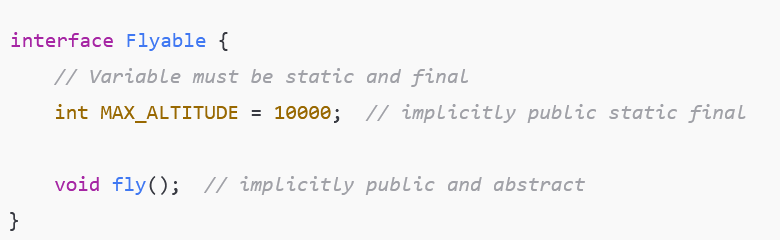 interface Flyable {
    // Variable must be static and final
    int MAX_ALTITUDE = 10000;  // implicitly public static final
    void fly();  // implicitly public and abstract
}